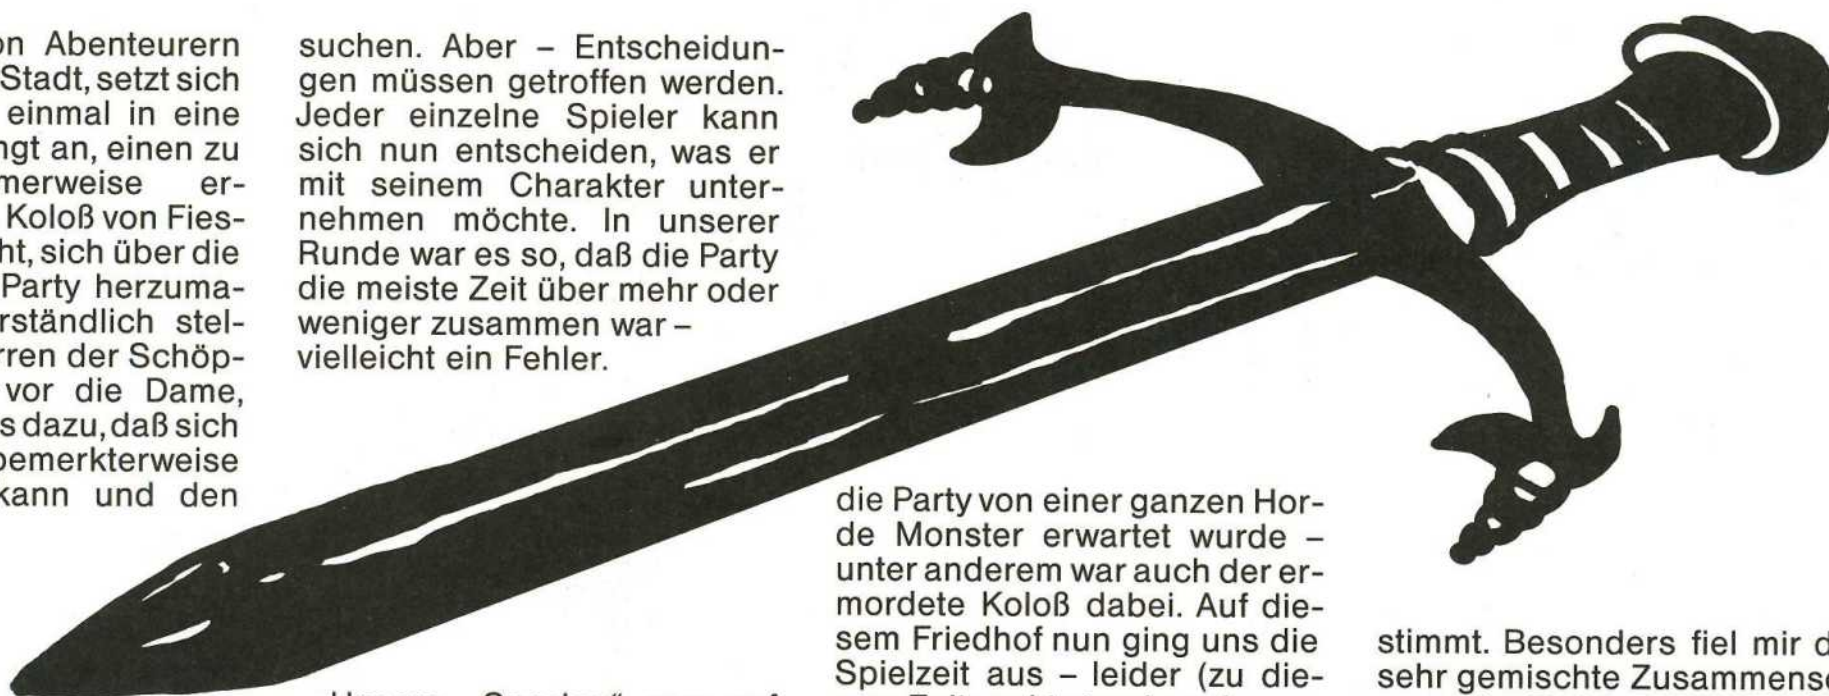 on Abenteurern
Stadt, setzt sich
einmal in eine
ngt an, einen zu
merweise er-
Koloß von Fies-
ht, sich über die
Party herzuma-
rständlich stel-
rren der Schöp-
vor die Dame,
s dazu, daß sich
bemerkterweise
kann und den
suchen. Aber – Entscheidun-
gen müssen getroffen werden.
Jeder einzelne Spieler kann
sich nun entscheiden, was er
mit seinem Charakter unter-
nehmen möchte. In unserer
Runde war es so, daß die Party
die meiste Zeit über mehr oder
weniger zusammen war –
vielleicht ein Fehler.
die Party von einer ganzen Hor-
de Monster erwartet wurde –
unter anderem war auch der er-
mordete Koloß dabei. Auf die-
sem Friedhof nun ging uns die
Spielzeit aus – leider (zu die-
stimmt. Besonders fiel mir d
sehr gemischte Zusammense